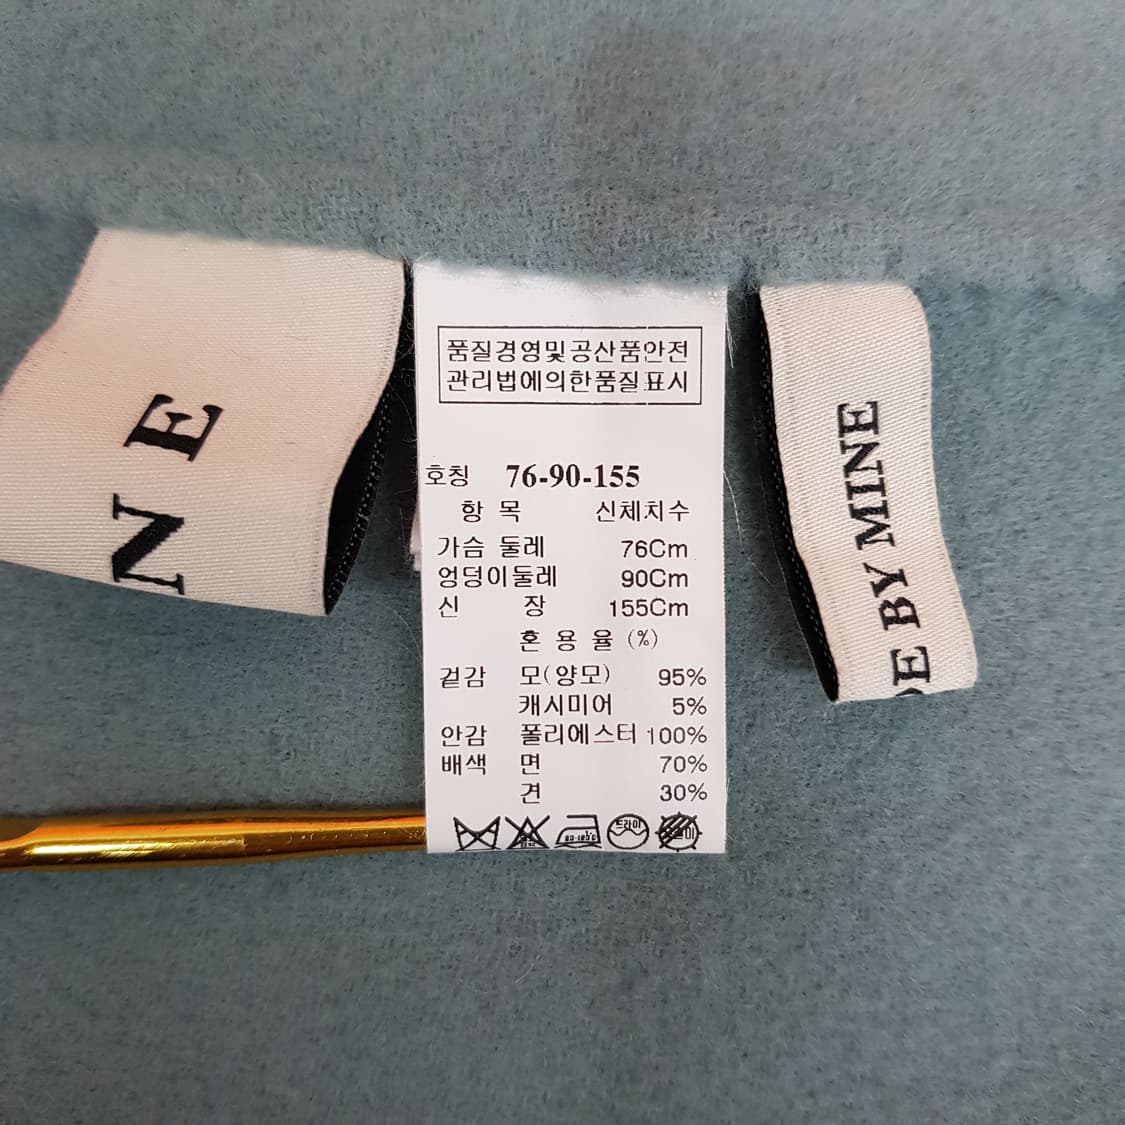 NE
품질경영및공산품안전
관리법에의한품질표시
호칭 76-90-155
항 목 신체치수
가슴 둘레 76Cm
엉덩이둘레 90Cm
신 장 155Cm
혼 용 율 (%)
겉감 모(양모) 95%
캐시미어 5%
안감 폴리에스터 100%
배색 면 70%
견 30%
드라이
DE BY MINE